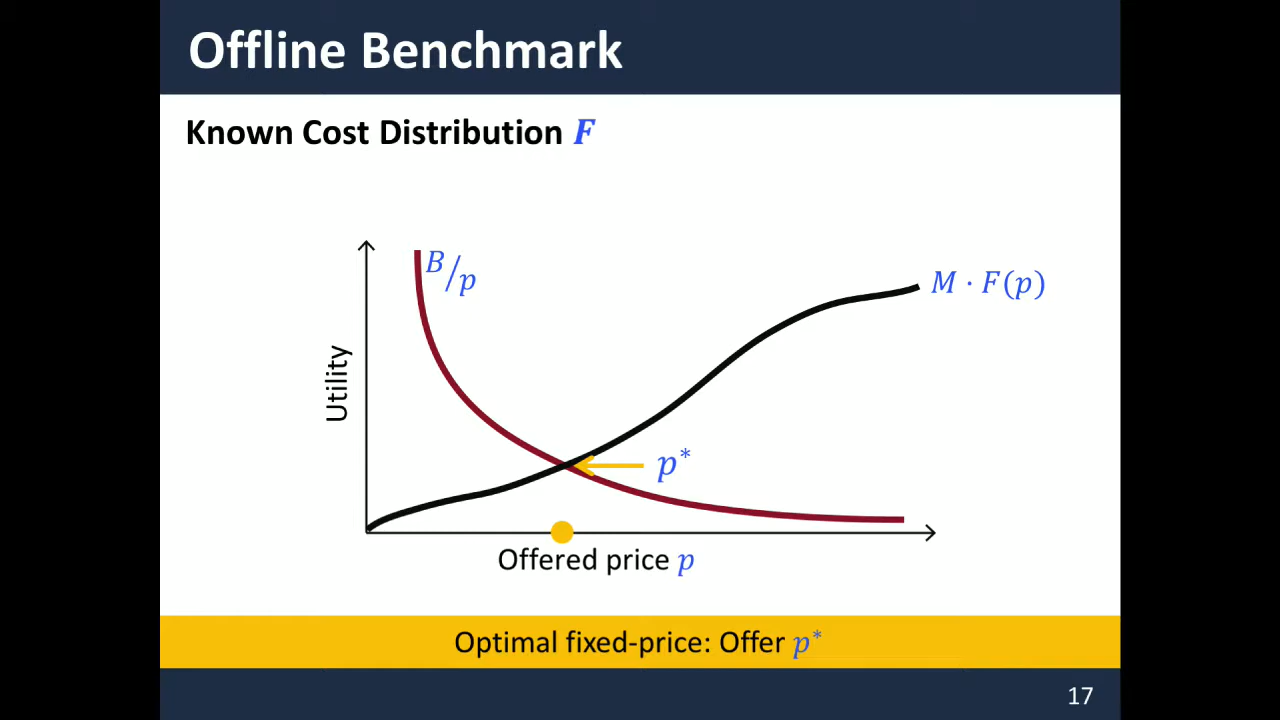 Offline Benchmark
Known Cost Distribution F
B/p
M · F(p)
Utility
p*
Offered price p
Optimal fixed-price: Offer p*
17